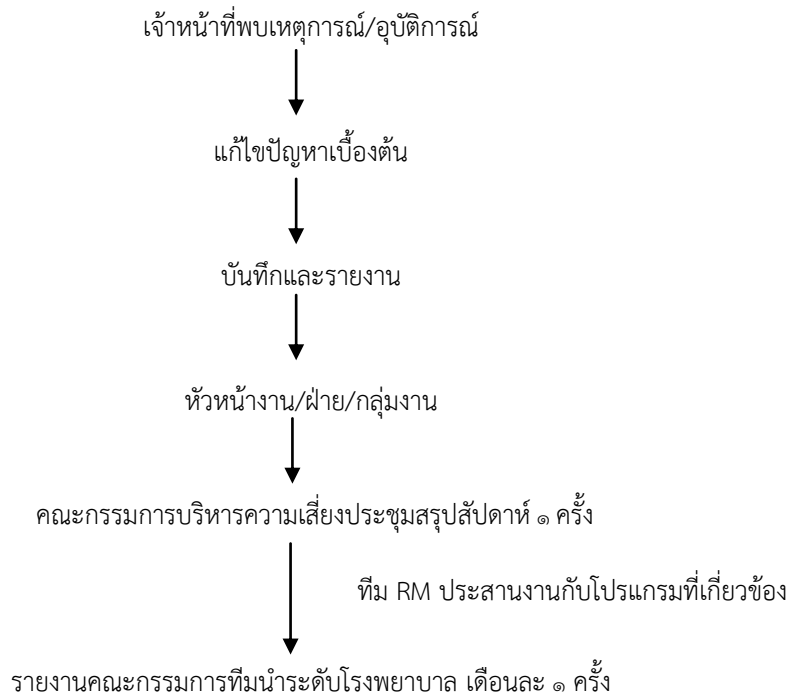 เจ้าหน้าที่พบเหตุการณ์/อุบัติการณ์
แก้ไขปัญหาเบื้องต้น
บันทึกและรายงาน
หัวหน้างาน/ฝ่าย/กลุ่มงาน
คณะกรรมการบริหารความเสี่ยงประชุมสรุปสัปดาห์ ๑ ครั้ง
ทีม RM ประสานงานกับโปรแกรมที่เกี่ยวข้อง
รายงานคณะกรรมการทีมนำระดับโรงพยาบาล เดือนละ ๑ ครั้ง